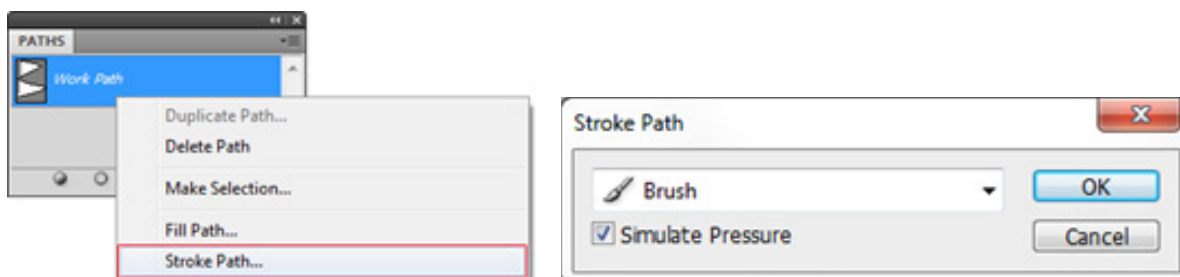 PATHS
Work Path
Duplicate Path...
Delete Path
Make Selection...
Fill Path...
Stroke Path...
Stroke Path
Brush
OK
Simulate Pressure
Cancel